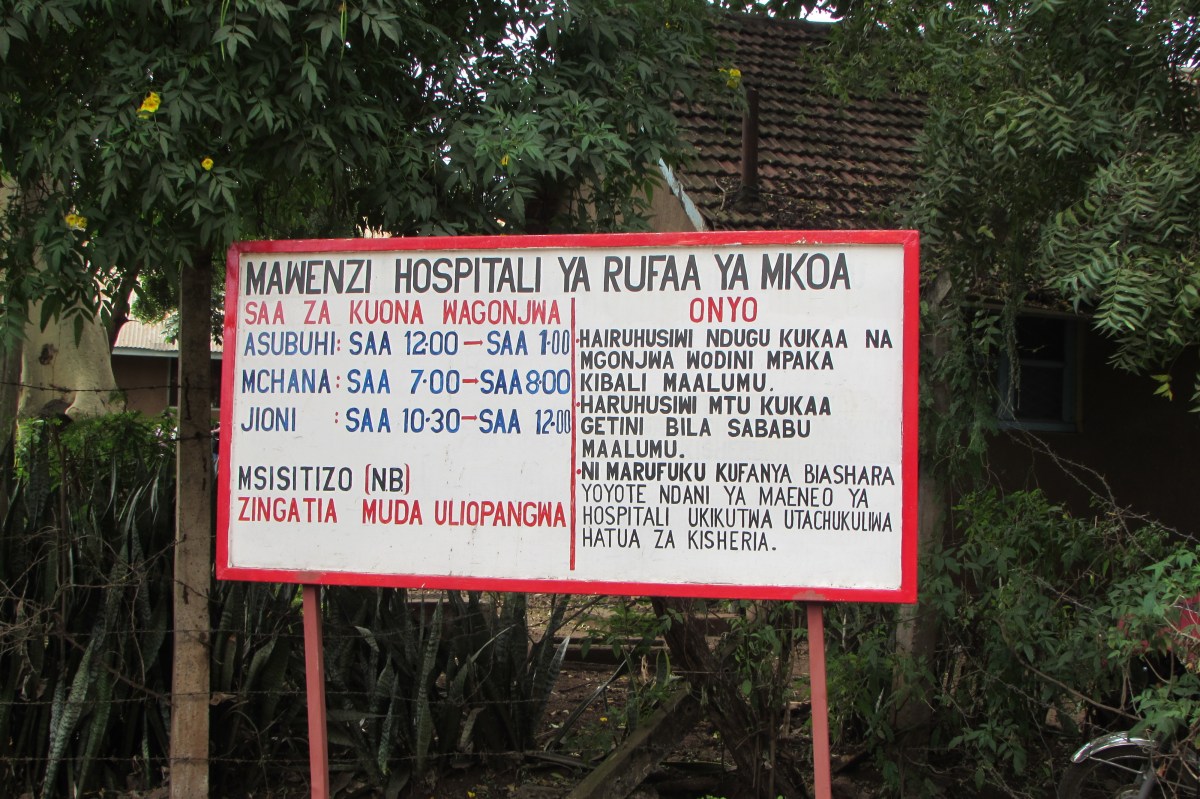 MAWENZI HOSPITALI YA RUFAA YA MKOA
SAA ZA KUONA WAGONJWA
ASUBUHI: SAA 12·00 – SAA 1·00
MCHANA: SAA 7·00 – SAA 8·00
JIONI : SAA 10·30 – SAA 12·00
MSISITIZO (NB)
ZINGATIA MUDA ULIOPANGWA
ONYO
·HAIRUHUSIWI NDUGU KUKAA NA
MGONJWA WODINI MPAKA
KIBALI MAALUMU.
·HARUHUSIWI MTU KUKAA
GETINI BILA SABABU
MAALUMU.
·NI MARUFUKU KUFANYA BIASHARA
YOYOTE NDANI YA MAENEO YA
HOSPITALI UKIKUTWA UTACHUKULIWA
HATUA ZA KISHERIA.